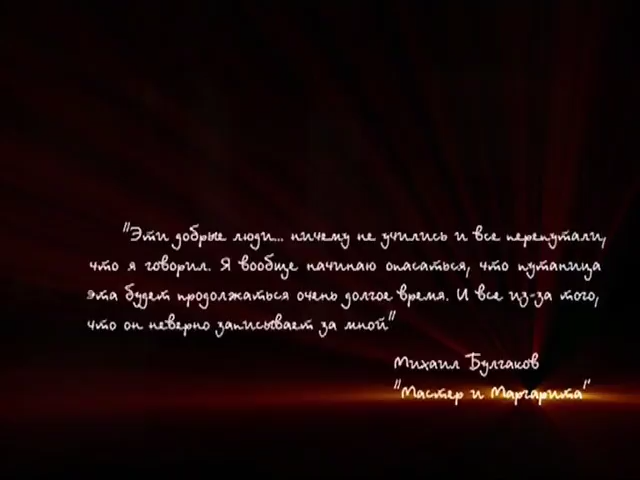 "Эти добрые люди... ничему не учились и все перепутали,
что я говорил. Я вообще начинаю опасаться, что путаница
эта будет продолжаться очень долгое время. И все из-за того,
что он неверно записывает за мной"
Михаил Булгаков
"Мастер и Маргарита"